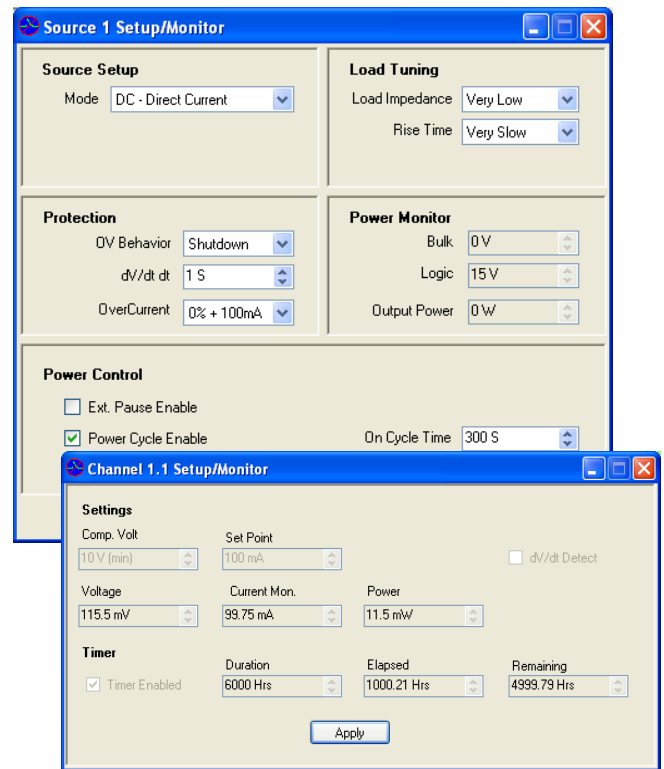 Source 1 Setup/Monitor
Source Setup
Mode DC - Direct Current
Load Tuning
Load Impedance Very Low
Rise Time Very Slow
Protection
OV Behavior Shutdown
dV/dt dt 1 S
OverCurrent 0% + 100mA
Power Monitor
Bulk 0 V
Logic 15 V
Output Power 0 W
Power Control
Ext. Pause Enable
Power Cycle Enable On Cycle Time 300 S
Channel 1.1 Setup/Monitor
Settings
Comp. Volt Set Point
10 V (min) 100 mA dV/dt Detect
Voltage Current Mon. Power
115.5 mV 99.75 mA 11.5 mW
Timer
Duration Elapsed Remaining
Timer Enabled 6000 Hrs 1000.21 Hrs 4999.79 Hrs
Apply